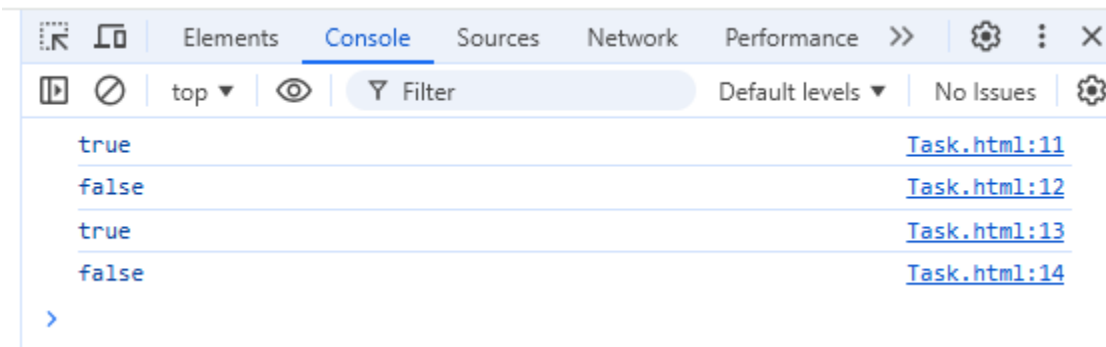 Elements Console Sources Network Performance
top Filter Default levels No Issues
true Task.html:11
false Task.html:12
true Task.html:13
false Task.html:14